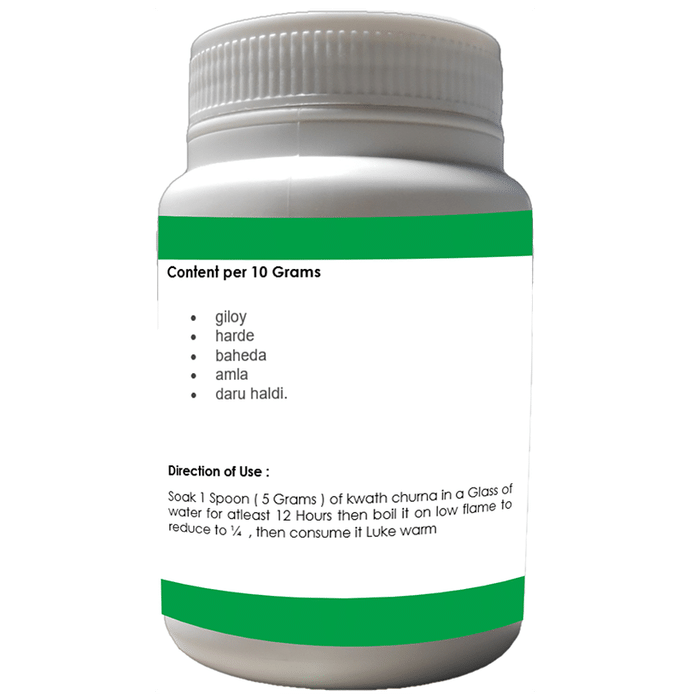 Content per 10 Grams
• giloy
• harde
• baheda
• amla
• daru haldi.
Direction of Use :
Soak 1 Spoon ( 5 Grams ) of kwath churna in a Glass of
water for atleast 12 Hours then boil it on low flame to
reduce to ¼ , then consume it Luke warm